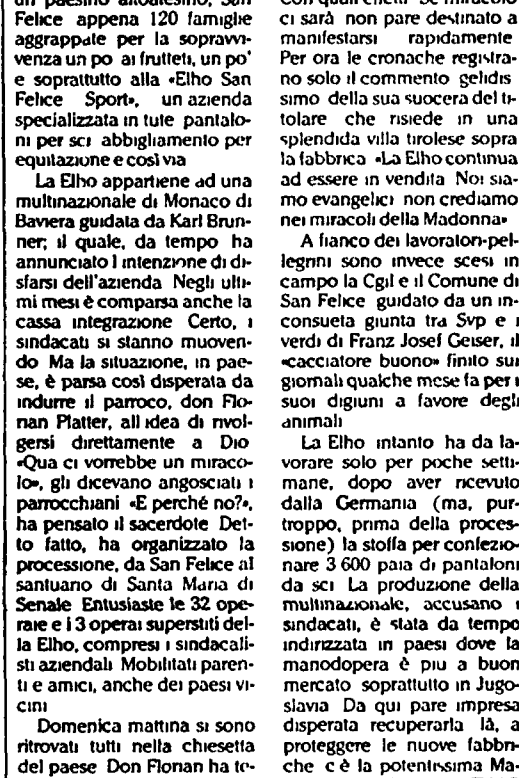 un paesino altoatesino, San
Felice appena 120 famiglie
aggrappate per la sopravvi-
venza un po ai frutteti, un po'
e soprattutto alla «Elho San
Felice Sport», un azienda
specializzata in tute pantalo-
ni per sci abbigliamento per
equitazione e così via
La Elho appartiene ad una
multinazionale di Monaco di
Baviera guidata da Karl Brun-
ner; il quale, da tempo ha
annunciato l intenzione di di-
sfarsi dell'azienda Negli ulti-
mi mesi è comparsa anche la
cassa integrazione Certo, i
sindacati si stanno muoven-
do Ma la situazione, in pae-
se, è parsa così disperata da
indurre il parroco, don Flo-
rian Platter, all idea di rivol-
gersi direttamente a Dio
«Qua ci vorrebbe un miraco-
lo», gli dicevano angosciati i
parrocchiani «E perché no?»,
ha pensato il sacerdote Det-
to fatto, ha organizzato la
processione, da San Felice al
santuario di Santa Maria di
Senale Entusiaste le 32 ope-
raie e i 3 operai superstiti del-
la Elho, compresi i sindacali-
sti aziendali Mobilitati paren-
ti e amici, anche dei paesi vi-
cini
Domenica mattina si sono
ritrovati tutti nella chiesetta
del paese Don Florian ha te-
Con quali effetti Se miracolo
ci sarà non pare destinato a
manifestarsi rapidamente
Per ora le cronache registra-
no solo il commento gelidis
simo della sua suocera del ti-
tolare che risiede in una
splendida villa tirolese sopra
la fabbrica «La Elho continua
ad essere in vendita Noi sia-
mo evangelici non crediamo
nei miracoli della Madonna»
A fianco dei lavoratori-pel-
legrini sono invece scesi in
campo la Cgil e il Comune di
San Felice guidato da un in-
consueta giunta tra Svp e i
verdi di Franz Josef Geiser, il
«cacciatore buono» finito sui
giornali qualche mese fa per i
suoi digiuni a favore degli
animali
La Elho intanto ha da la-
vorare solo per poche setti-
mane, dopo aver ricevuto
dalla Germania (ma, pur-
troppo, prima della proces-
sione) la stoffa per confezio-
nare 3 600 paia di pantaloni
da sci La produzione della
multinazionale, accusano i
sindacati, è stata da tempo
indirizzata in paesi dove la
manodopera è piu a buon
mercato soprattutto in Jugo-
slavia Da qui pare impresa
disperata recuperarla là, a
proteggere le nuove fabbri-
che c è la potentissima Ma-